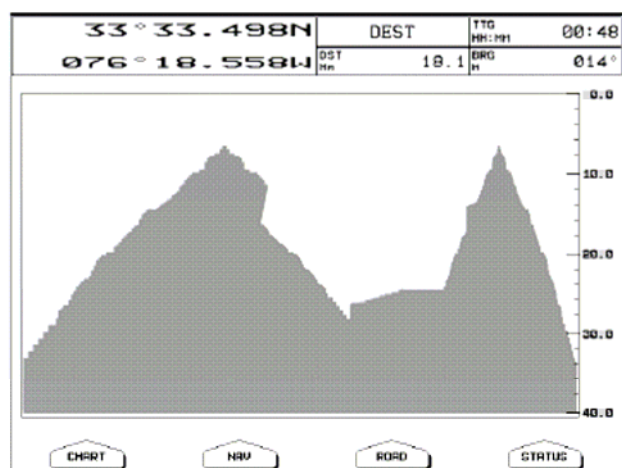 33°33.498N DEST TTG HH:MM 00:48
076°18.558W DST Nm 18.1 BRG M 014°
0.0
10.0
20.0
30.0
40.0
CHART NAV ROAD STATUS